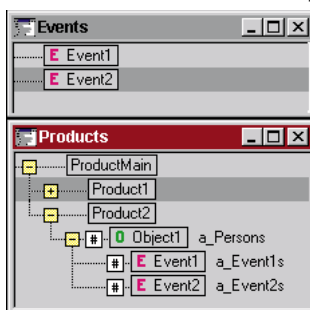 Events
E Event1
E Event2
Products
ProductMain
Product1
Product2
# O Object1 a_Persons
# E Event1 a_Event1s
# E Event2 a_Event2s